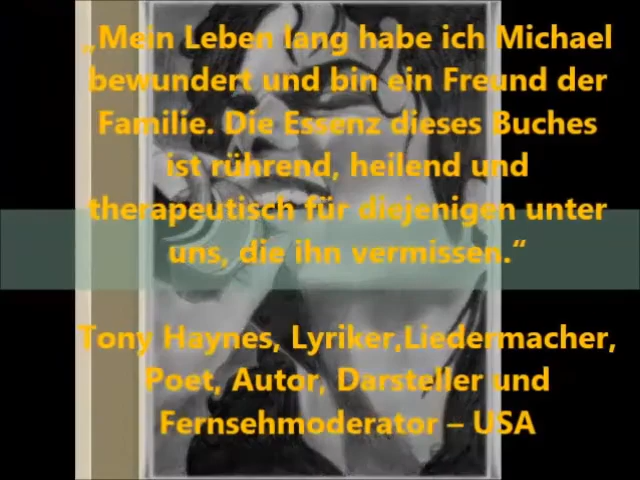 „Mein Leben lang habe ich Michael
bewundert und bin ein Freund der
Familie. Die Essenz dieses Buches
ist rührend, heilend und
therapeutisch für diejenigen unter
uns, die ihn vermissen.“
Tony Haynes, Lyriker,Liedermacher,
Poet, Autor, Darsteller und
Fernsehmoderator – USA